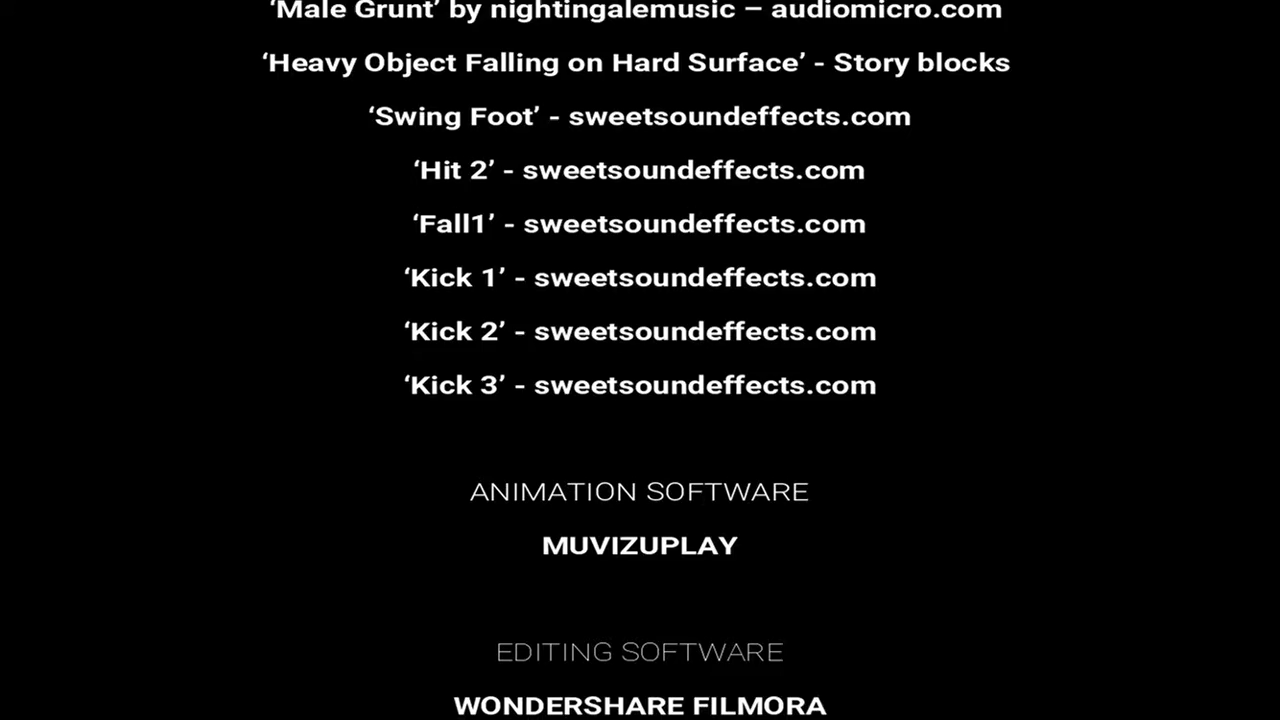 ‘Male Grunt’ by nightingalemusic – audiomicro.com
‘Heavy Object Falling on Hard Surface’ - Story blocks
‘Swing Foot’ - sweetsoundeffects.com
‘Hit 2’ - sweetsoundeffects.com
‘Fall1’ - sweetsoundeffects.com
‘Kick 1’ - sweetsoundeffects.com
‘Kick 2’ - sweetsoundeffects.com
‘Kick 3’ - sweetsoundeffects.com
ANIMATION SOFTWARE
MUVIZUPLAY
EDITING SOFTWARE
WONDERSHARE FILMORA